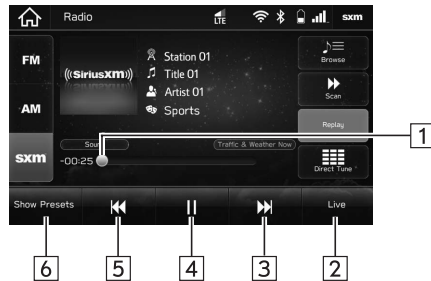 Radio
LTE
sxm
FM
AM
sxm
((SiriusXM))
Station 01
Title 01
Artist 01
Sports
Browse
Scan
Replay
Direct Tune
Traffic & Weather Now
-00:25
Show Presets
Live
1
2
3
4
5
6